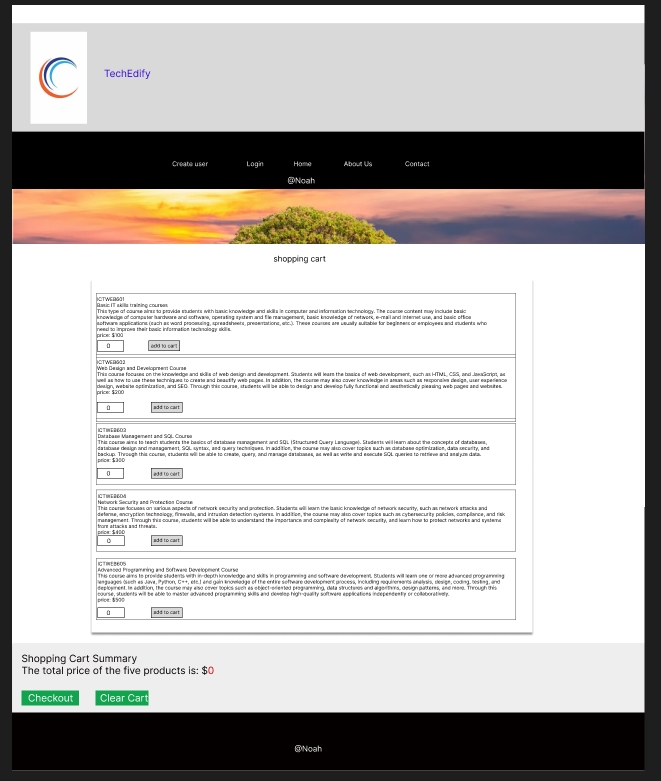 TechEdify
Create user Login Home About Us Contact
@Noah
shopping cart
ICTWEB601
Basic IT skills training courses
This type of course aims to provide students with basic knowledge and skills in computer and information technology. The course content may include basic
knowledge of computer hardware and software, operating system and file management, basic knowledge of network, e-mail and Internet use, and basic office
software applications (such as word processing, spreadsheets, presentations, etc.). These courses are usually suitable for beginners or employees and students who
need to improve their basic information technology skills.
price: $100
0 add to cart
ICTWEB602
Web Design and Development Course
This course focuses on the knowledge and skills of web design and development. Students will learn the basics of web development, such as HTML, CSS, and JavaScript, as
well as how to use these techniques to create and beautify web pages. In addition, the course may also cover knowledge in areas such as responsive design, user experience
design, website optimization, and SEO. Through this course, students will be able to design and develop fully functional and aesthetically pleasing web pages and websites.
price: $200
0 add to cart
ICTWEB603
Database Management and SQL Course
This course aims to teach students the basics of database management and SQL (Structured Query Language). Students will learn about the concepts of databases,
database design and management, SQL syntax, and query techniques. In addition, the course may also cover topics such as database optimization, data security, and
backup. Through this course, students will be able to create, query, and manage databases, as well as write and execute SQL queries to retrieve and analyze data.
price: $300
0 add to cart
ICTWEB604
Network Security and Protection Course
This course focuses on various aspects of network security and protection. Students will learn the basic knowledge of network security, such as network attacks and
defense, encryption technology, firewalls, and intrusion detection systems. In addition, the course may also cover topics such as cybersecurity policies, compliance, and risk
management. Through this course, students will be able to understand the importance and complexity of network security, and learn how to protect networks and systems
from attacks and threats.
price: $400
0 add to cart
ICTWEB605
Advanced Programming and Software Development Course
This course aims to provide students with in-depth knowledge and skills in programming and software development. Students will learn one or more advanced programming
languages (such as Java, Python, C++, etc.) and gain knowledge of the entire software development process, including requirements analysis, design, coding, testing, and
deployment. In addition, the course may also cover topics such as object-oriented programming, data structures and algorithms, design patterns, and more. Through this
course, students will be able to master advanced programming skills and develop high-quality software applications independently or collaboratively.
price: $500
0 add to cart
Shopping Cart Summary
The total price of the five products is: $0
Checkout Clear Cart
@Noah